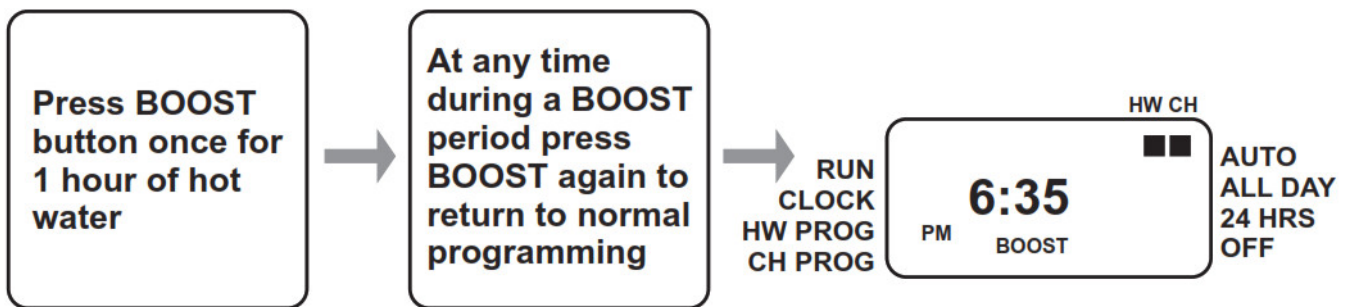 Press BOOST
button once for
1 hour of hot
water
At any time
during a BOOST
period press
BOOST again to
return to normal
programming
RUN
CLOCK
HW PROG
CH PROG
HW CH
6:35
PM
BOOST
AUTO
ALL DAY
24 HRS
OFF